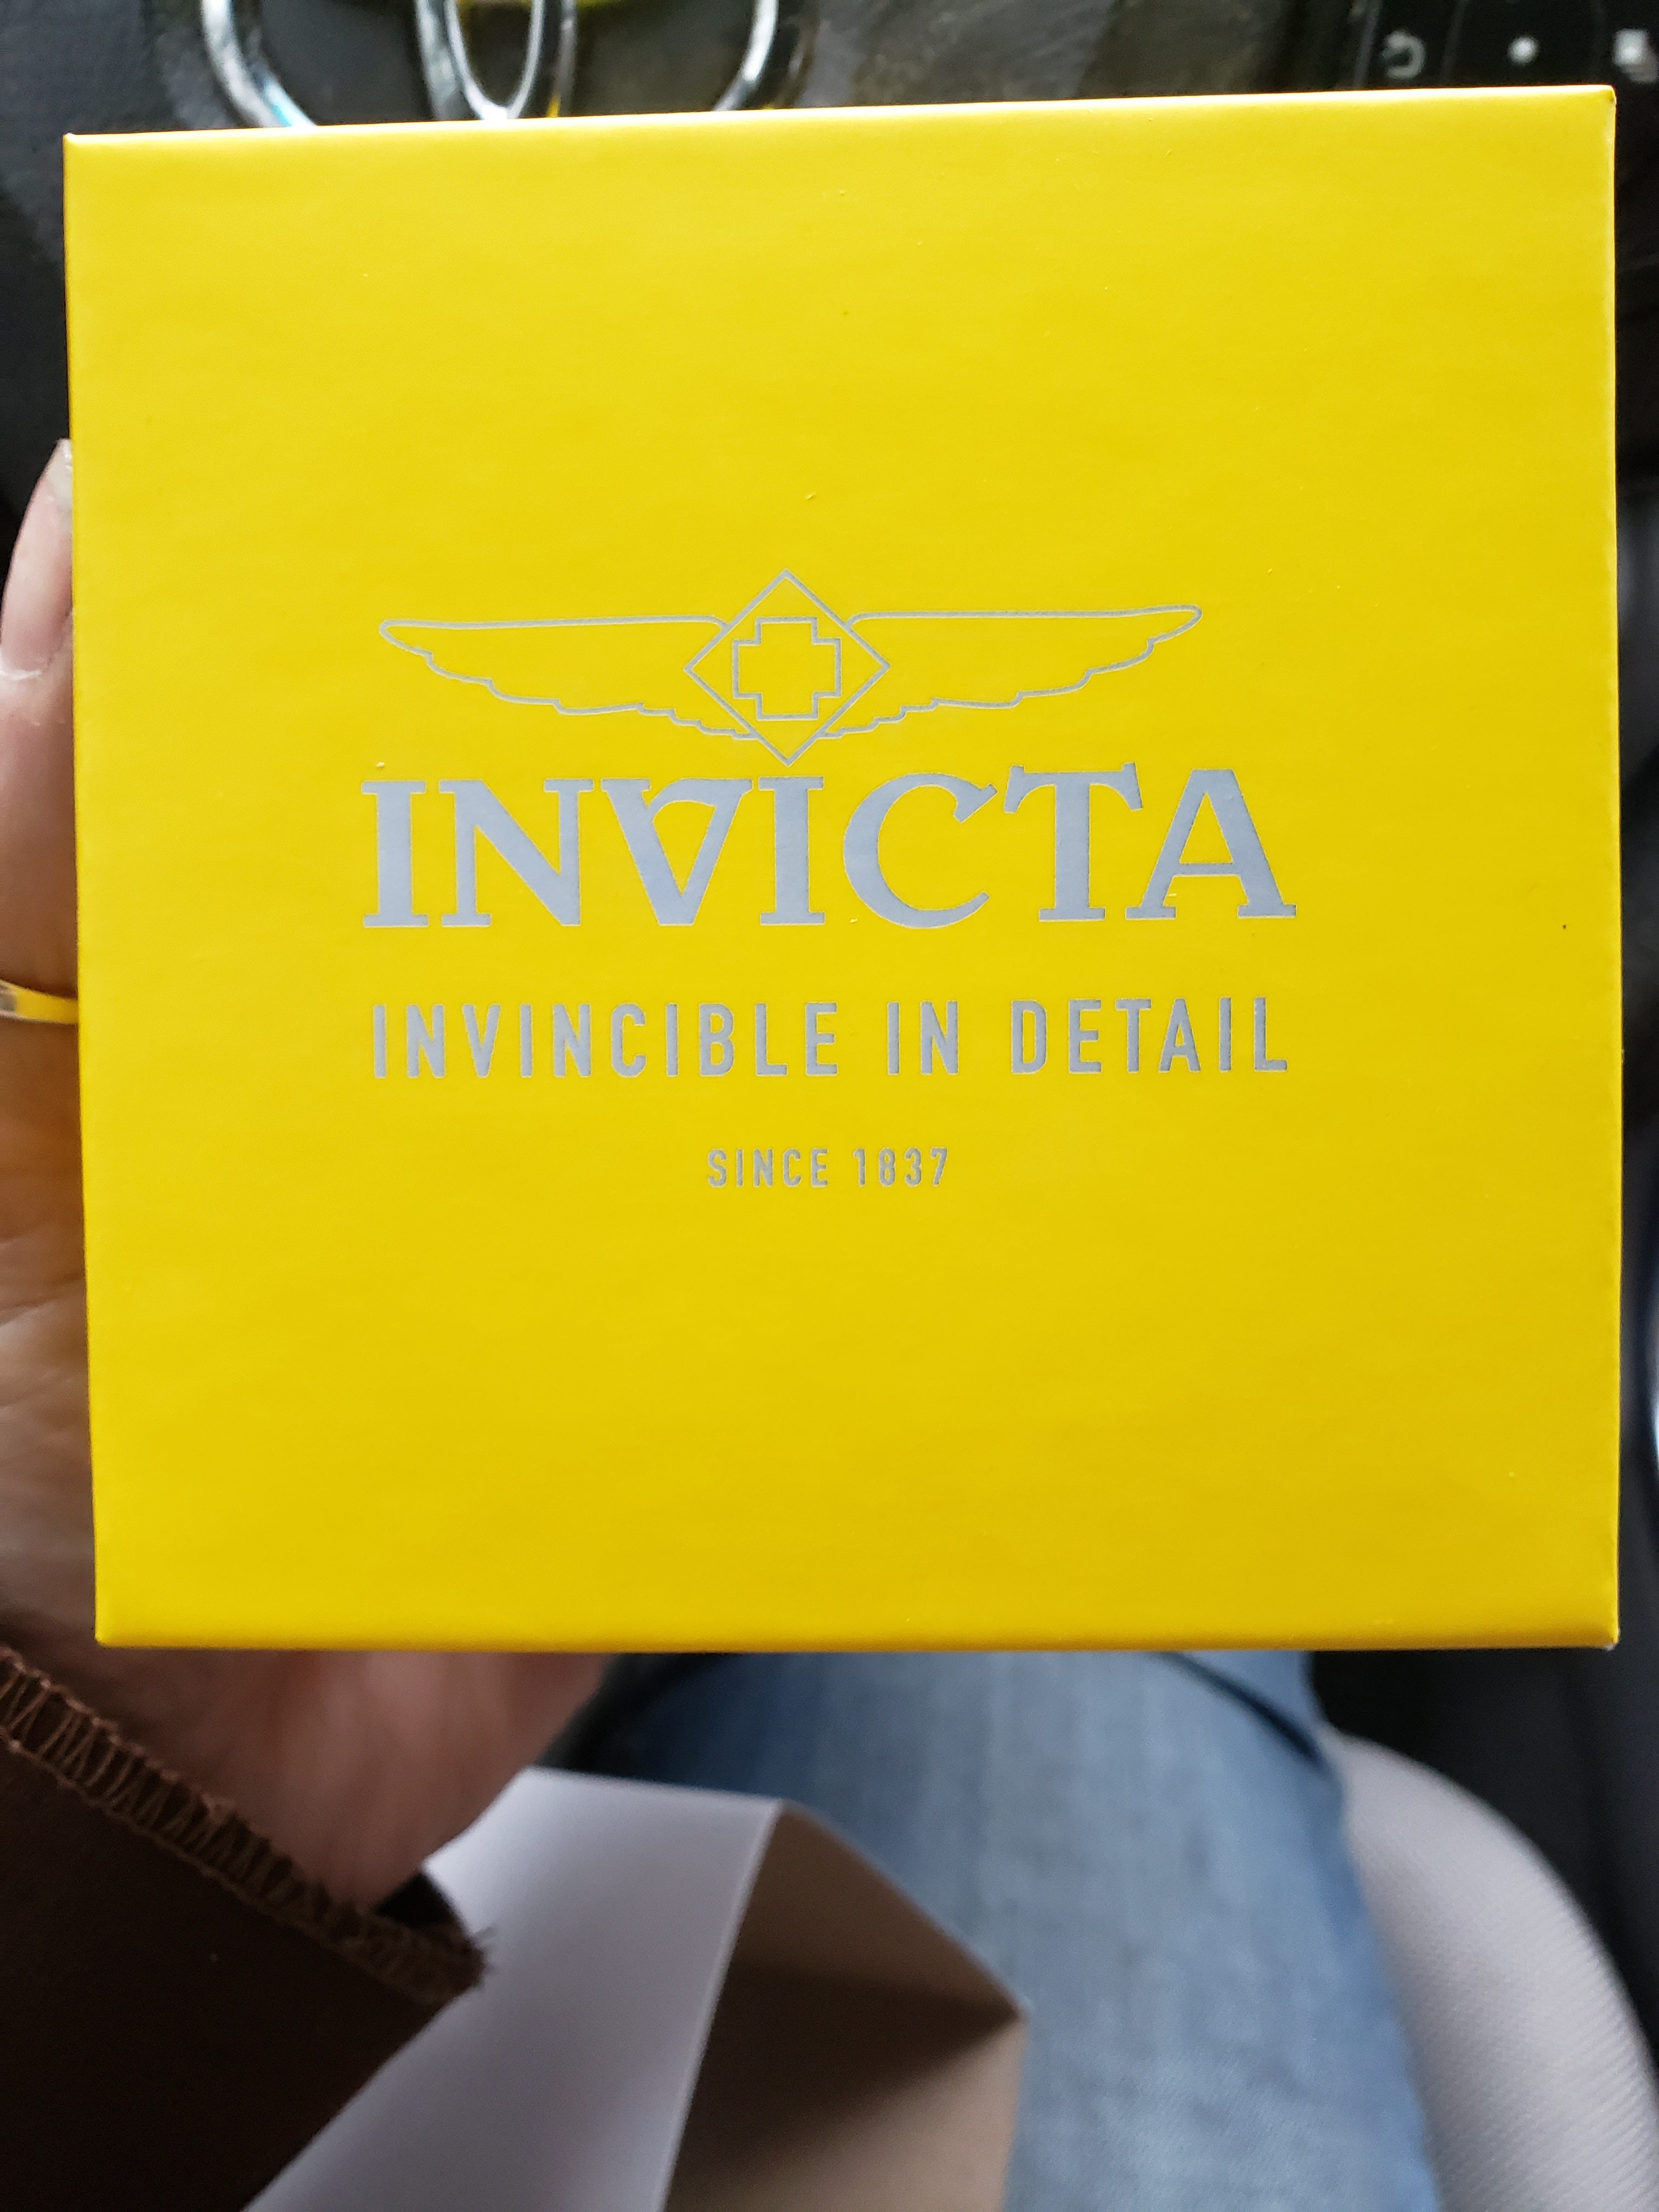 INVICTA
INVINCIBLE IN DETAIL
SINCE 1837